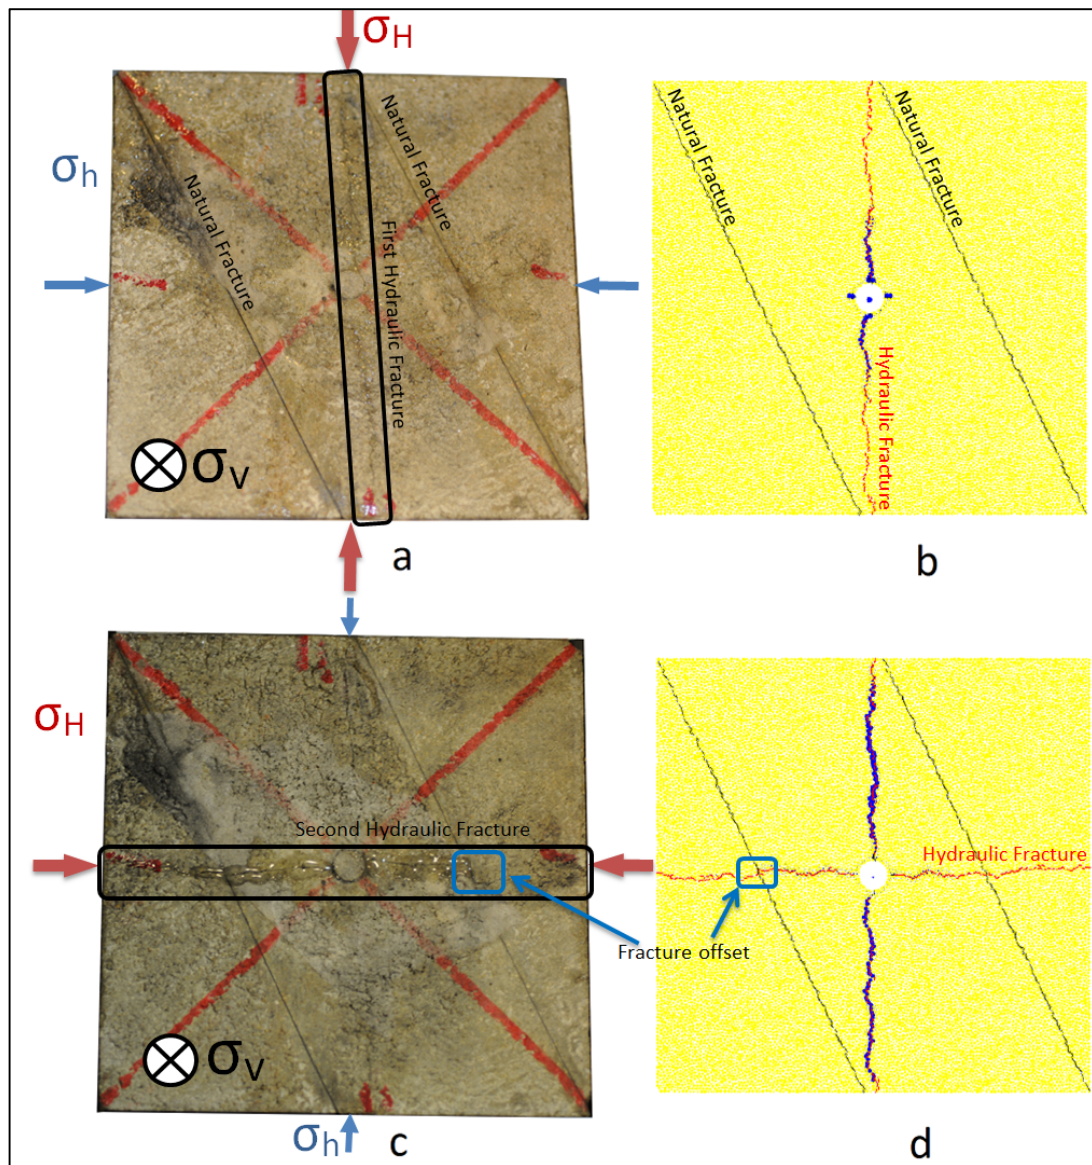 σH
σh
Natural Fracture
Natural Fracture
First Hydraulic Fracture
σv
a
Natural Fracture
Natural Fracture
Hydraulic Fracture
b
σH
Second Hydraulic Fracture
σv
σh
c
Hydraulic Fracture
Fracture offset
d